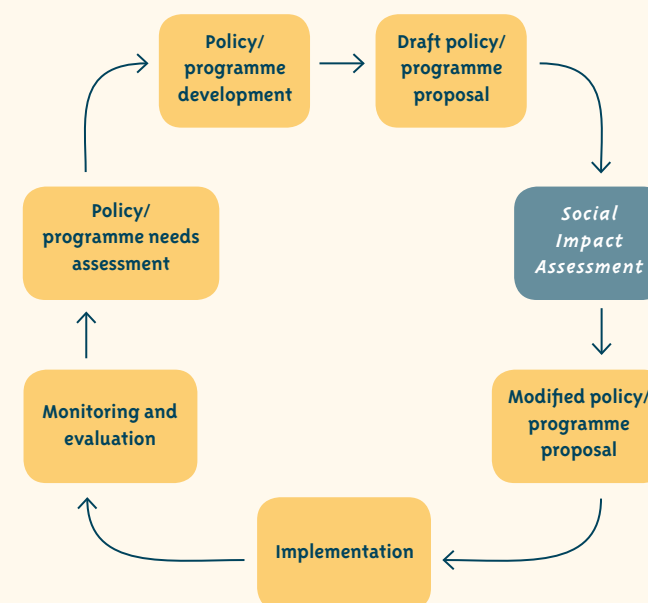 Policy/
programme
development
Draft policy/
programme
proposal
Social
Impact
Assessment
Modified policy/
programme
proposal
Implementation
Monitoring and
evaluation
Policy/
programme needs
assessment